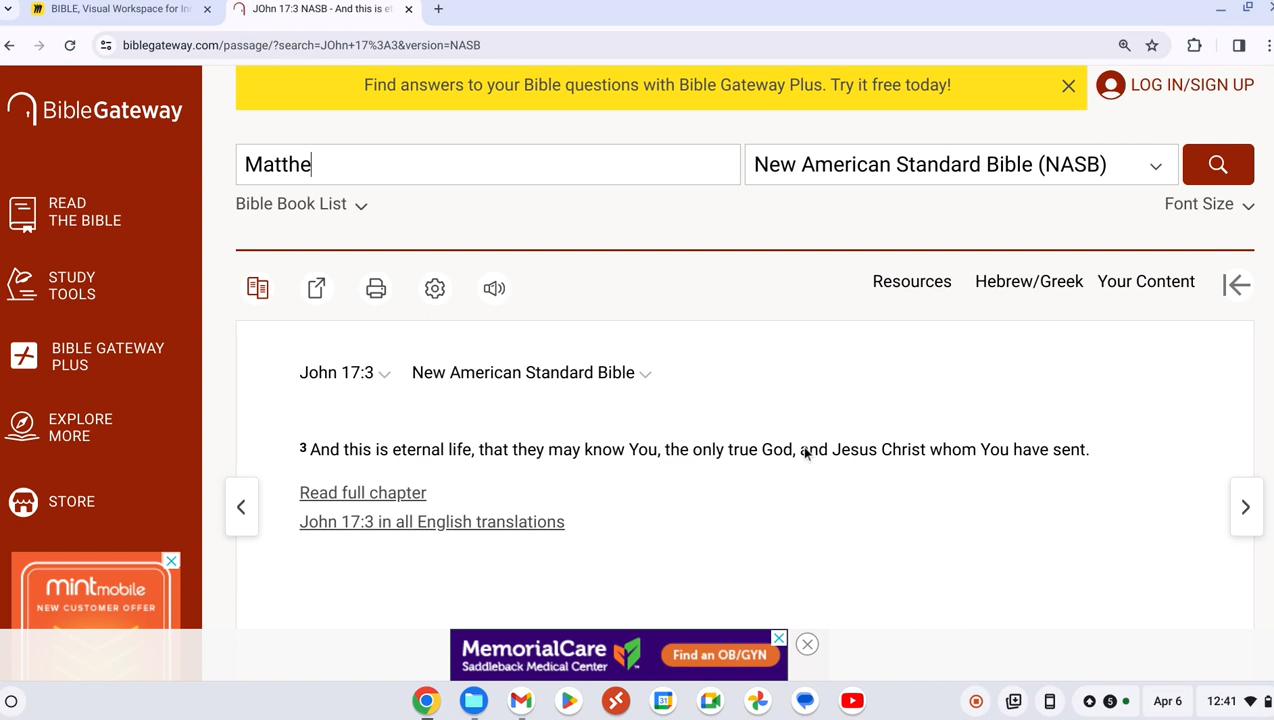 BIBLE, Visual Workspace for In
JOhn 17:3 NASB - And this is et
biblegateway.com/passage/?search=JOhn+17%3A3&version=NASB
BibleGateway
Find answers to your Bible questions with Bible Gateway Plus. Try it free today!
LOG IN/SIGN UP
Matthe
New American Standard Bible (NASB)
Bible Book List
Font Size
READ
THE BIBLE
STUDY
TOOLS
BIBLE GATEWAY
PLUS
EXPLORE
MORE
STORE
Resources
Hebrew/Greek
Your Content
John 17:3
New American Standard Bible
3 And this is eternal life, that they may know You, the only true God, and Jesus Christ whom You have sent.
Read full chapter
John 17:3 in all English translations
mintmobile
NEW CUSTOMER OFFER
MemorialCare
Saddleback Medical Center
Find an OB/GYN
31
5
Apr 6
12:41